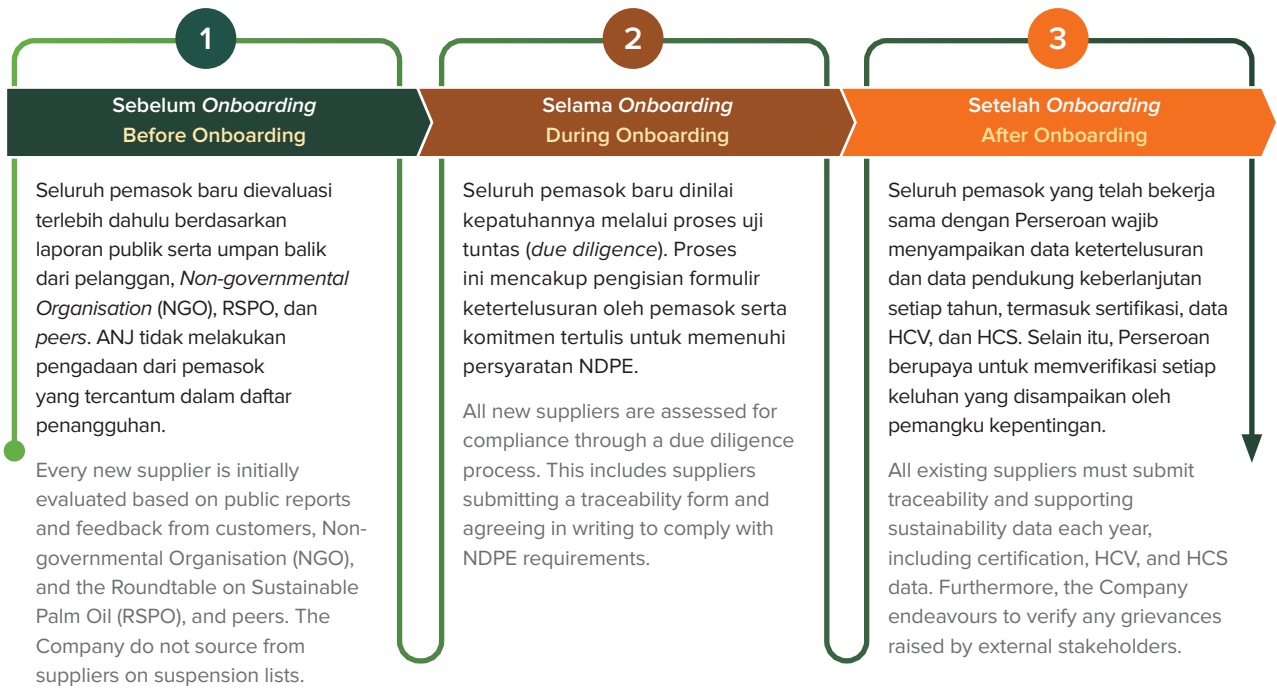 1
Sebelum Onboarding
Before Onboarding
Seluruh pemasok baru dievaluasi
terlebih dahulu berdasarkan
laporan publik serta umpan balik
dari pelanggan, Non-governmental
Organisation (NGO), RSPO, dan
peers. ANJ tidak melakukan
pengadaan dari pemasok
yang tercantum dalam daftar
penangguhan.
Every new supplier is initially
evaluated based on public reports
and feedback from customers, Non-
governmental Organisation (NGO),
and the Roundtable on Sustainable
Palm Oil (RSPO), and peers. The
Company do not source from
suppliers on suspension lists.
2
Selama Onboarding
During Onboarding
Seluruh pemasok baru dinilai
kepatuhannya melalui proses uji
tuntas (due diligence). Proses
ini mencakup pengisian formulir
ketertelusuran oleh pemasok serta
komitmen tertulis untuk memenuhi
persyaratan NDPE.
All new suppliers are assessed for
compliance through a due diligence
process. This includes suppliers
submitting a traceability form and
agreeing in writing to comply with
NDPE requirements.
3
Setelah Onboarding
After Onboarding
Seluruh pemasok yang telah bekerja
sama dengan Perseroan wajib
menyampaikan data ketertelusuran
dan data pendukung keberlanjutan
setiap tahun, termasuk sertifikasi, data
HCV, dan HCS. Selain itu, Perseroan
berupaya untuk memverifikasi setiap
keluhan yang disampaikan oleh
pemangku kepentingan.
All existing suppliers must submit
traceability and supporting
sustainability data each year,
including certification, HCV, and HCS
data. Furthermore, the Company
endeavours to verify any grievances
raised by external stakeholders.